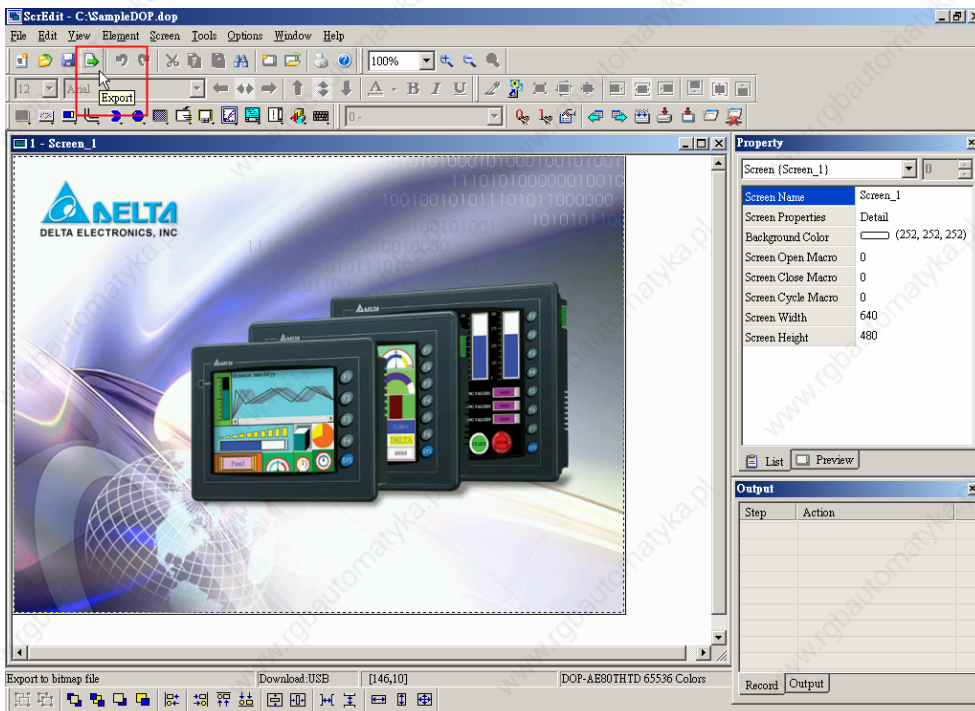 ScrEdit - C:\SampleDOP.dop
File Edit View Element Screen Tools Options Window Help
100%
12 Arial
Export
0 -
1 - Screen_1
DELTA
DELTA ELECTRONICS, INC
Property
Screen {Screen_1} 0
Screen Name Screen_1
Screen Properties Detail
Background Color (252, 252, 252)
Screen Open Macro 0
Screen Close Macro 0
Screen Cycle Macro 0
Screen Width 640
Screen Height 480
List Preview
Output
Step Action
Record Output
Export to bitmap file Download:USB [146,10] DOP-AE80THTD 65536 Colors
www.rgbautomatyka.pl